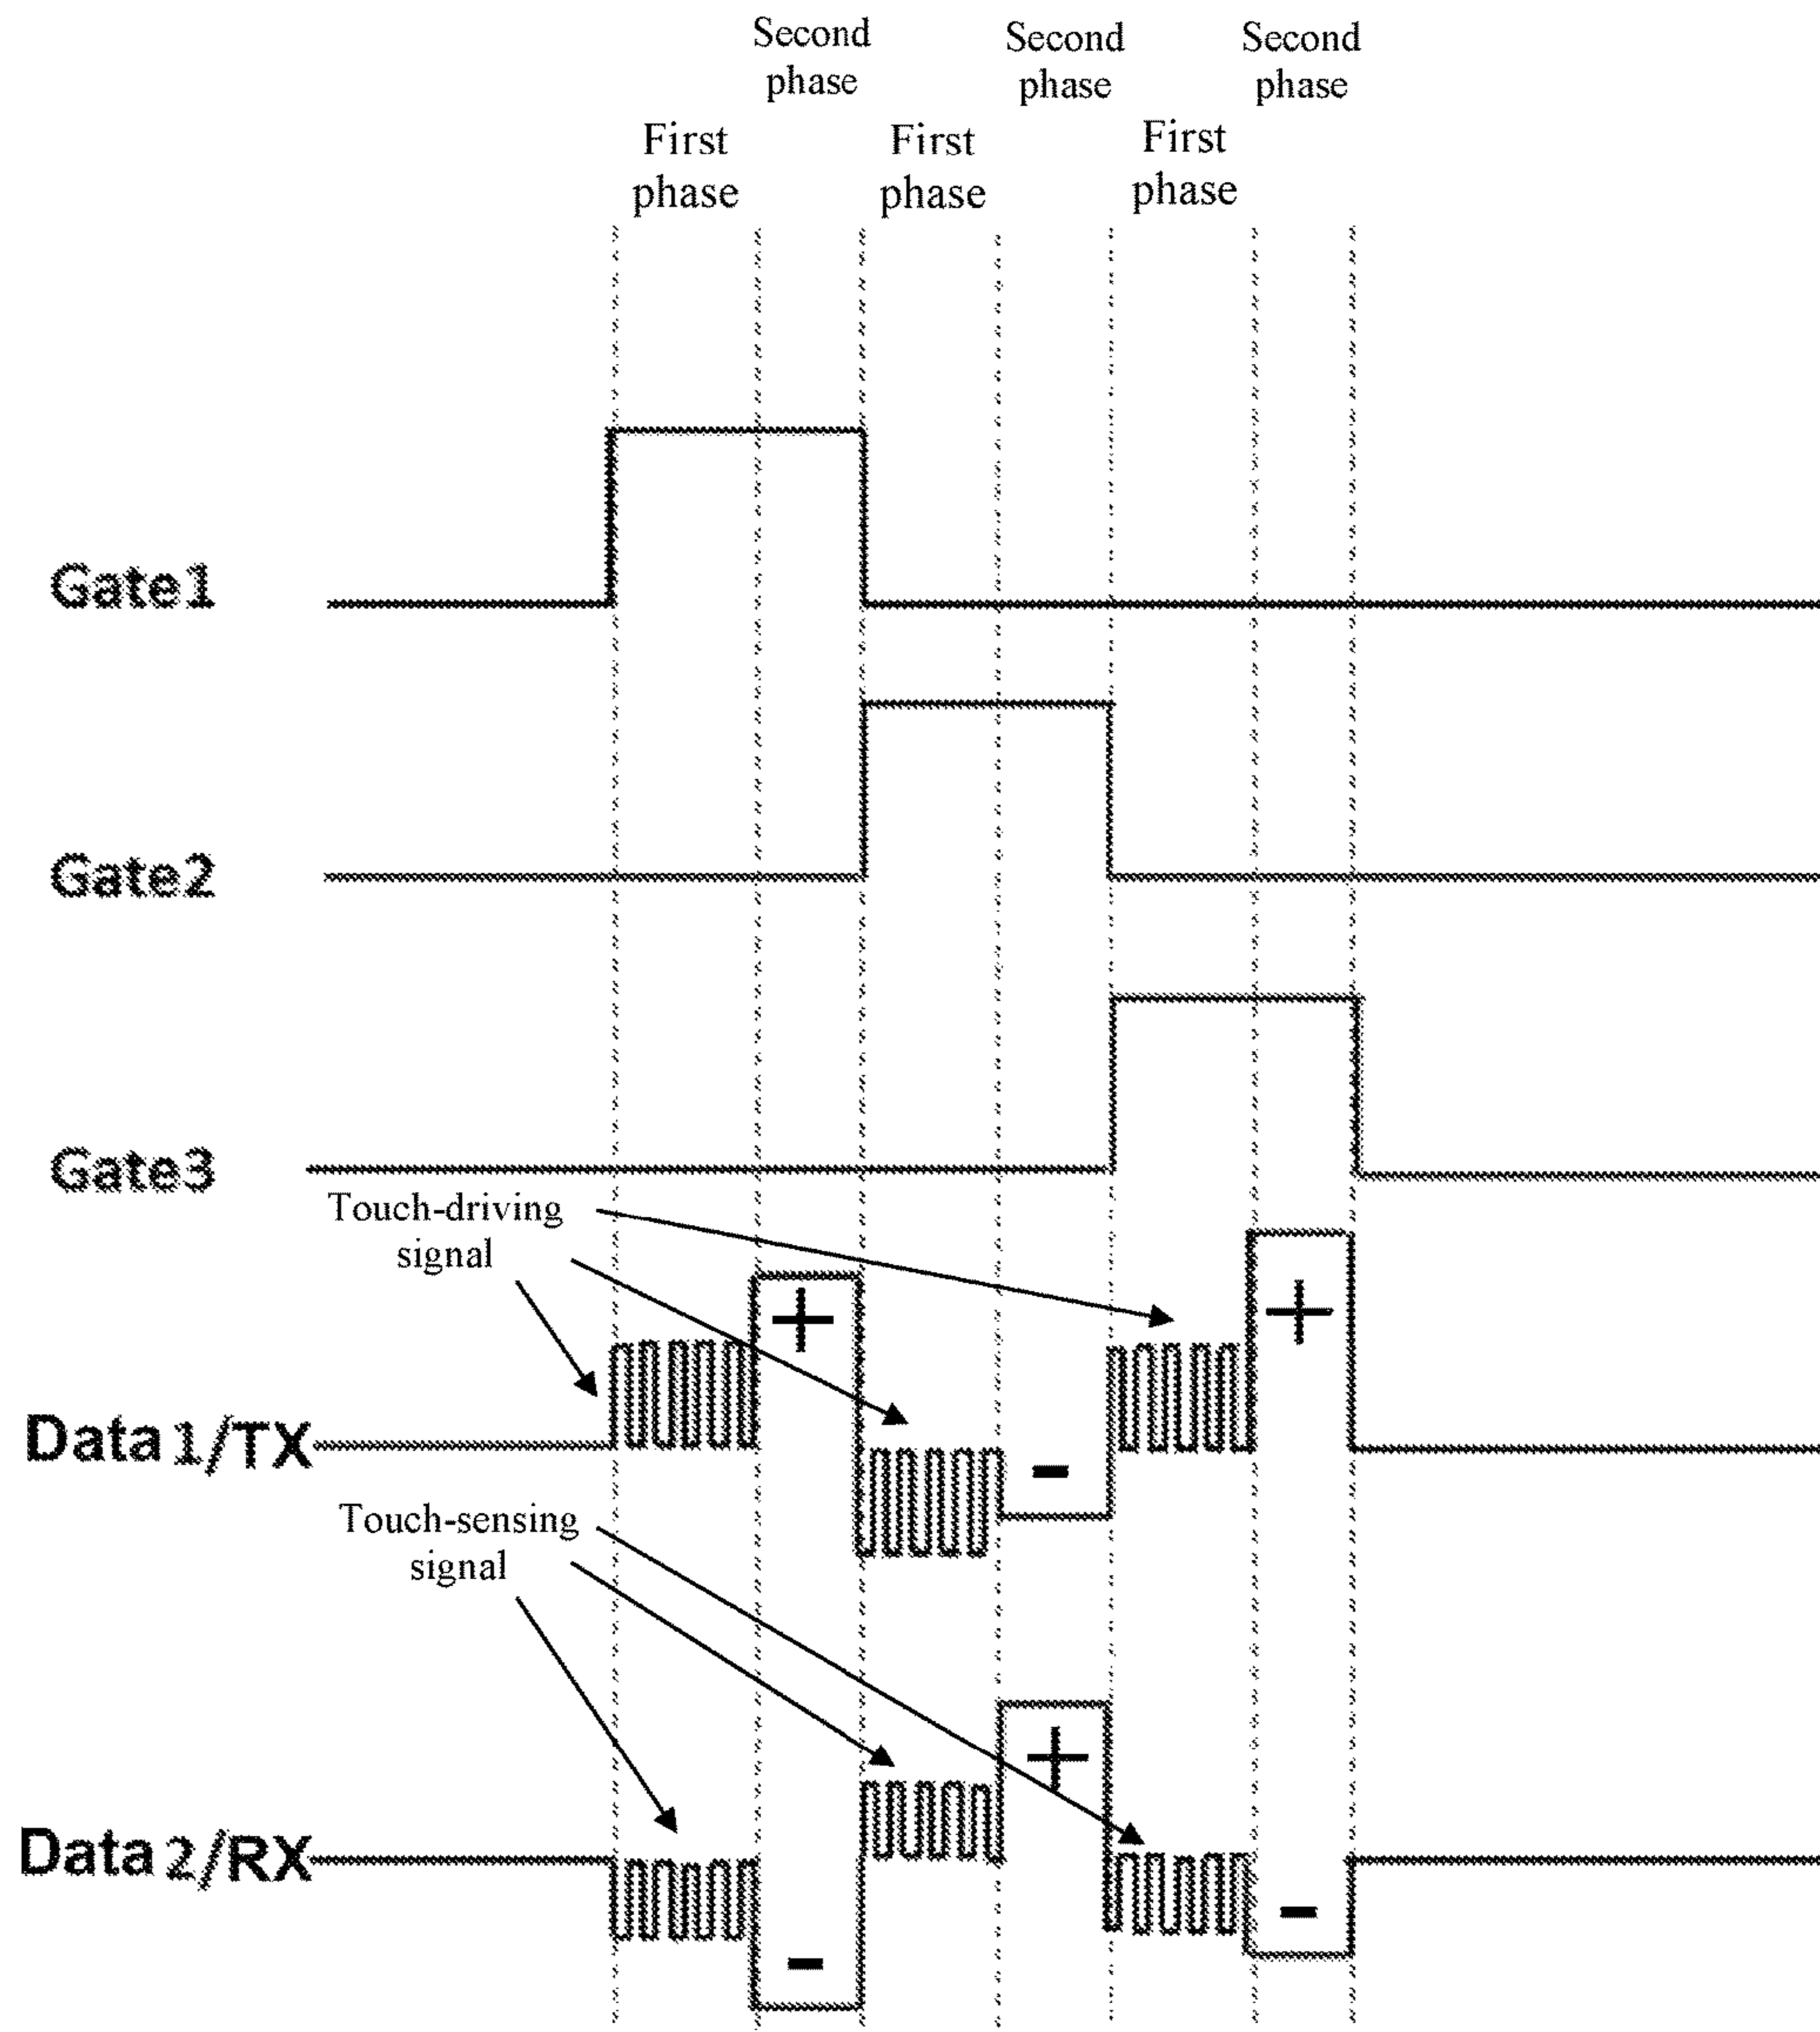 Second
phase
Second
phase
Second
phase
First
phase
First
phase
First
phase
Gate1
Gate2
Gate3
Touch-driving
signal
+
+
-
Data 1/TX
Touch-sensing
signal
+
Data 2/RX
-
-